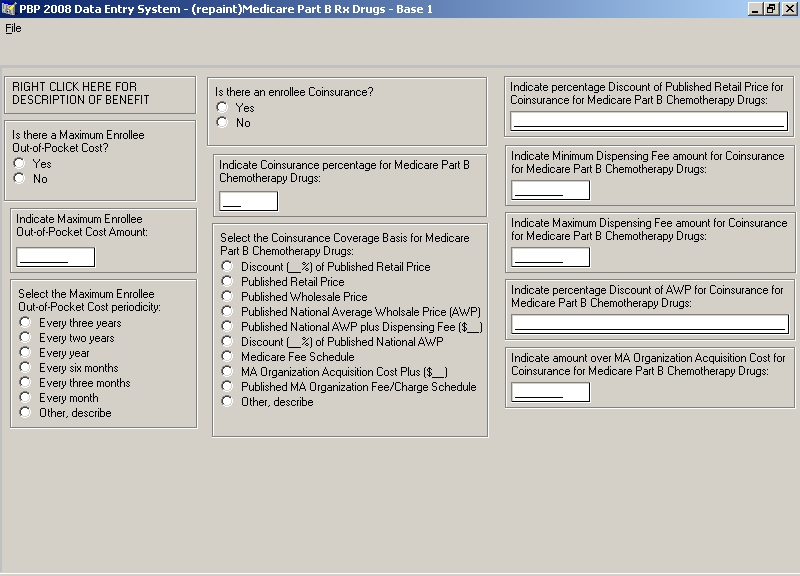 PBP 2008 Data Entry System - (repaint)Medicare Part B Rx Drugs - Base 1
File
RIGHT CLICK HERE FOR
DESCRIPTION OF BENEFIT
Is there a Maximum Enrollee
Out-of-Pocket Cost?
Yes
No
Indicate Maximum Enrollee
Out-of-Pocket Cost Amount:
Select the Maximum Enrollee
Out-of-Pocket Cost periodicity:
Every three years
Every two years
Every year
Every six months
Every three months
Every month
Other, describe
Is there an enrollee Coinsurance?
Yes
No
Indicate Coinsurance percentage for Medicare Part B
Chemotherapy Drugs:
Select the Coinsurance Coverage Basis for Medicare
Part B Chemotherapy Drugs:
Discount (__%) of Published Retail Price
Published Retail Price
Published Wholesale Price
Published National Average Wholsale Price (AWP)
Published National AWP plus Dispensing Fee ($__)
Discount (__%) of Published National AWP
Medicare Fee Schedule
MA Organization Acquisition Cost Plus ($__)
Published MA Organization Fee/Charge Schedule
Other, describe
Indicate percentage Discount of Published Retail Price for
Coinsurance for Medicare Part B Chemotherapy Drugs:
Indicate Minimum Dispensing Fee amount for Coinsurance
for Medicare Part B Chemotherapy Drugs:
Indicate Maximum Dispensing Fee amount for Coinsurance
for Medicare Part B Chemotherapy Drugs:
Indicate percentage Discount of AWP for Coinsurance for
Medicare Part B Chemotherapy Drugs:
Indicate amount over MA Organization Acquisition Cost for
Coinsurance for Medicare Part B Chemotherapy Drugs: